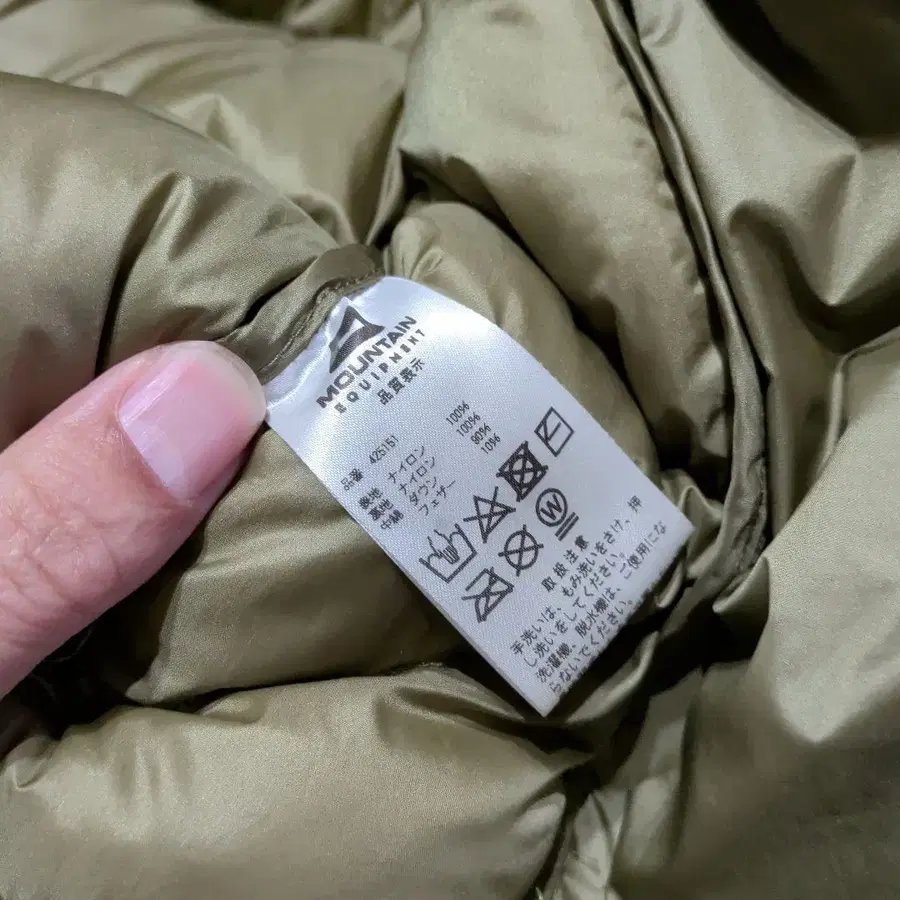 MOUNTAIN
EQUIPMENT
品質表示
品番 425151
表地 ナイロン 100%
裏地 ナイロン 100%
中綿 ダウン 90%
フェザー 10%
W
取扱注意
手洗いは、もみ洗いをさけ、押
し洗いをしてください。
洗濯機、脱水機は、ご使用にな
らないでください。